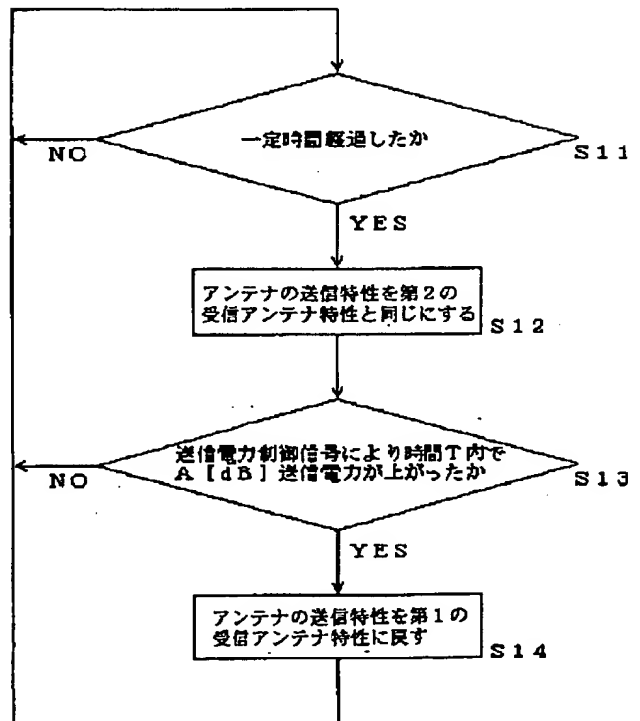 一定時間経過したか
NO
S11
YES
アンテナの送信特性を第2の
受信アンテナ特性と同じにする
S12
送信電力制御信号により時間T内で
A[dB]送信電力が上がったか
NO
S13
YES
アンテナの送信特性を第1の
受信アンテナ特性に戻す
S14